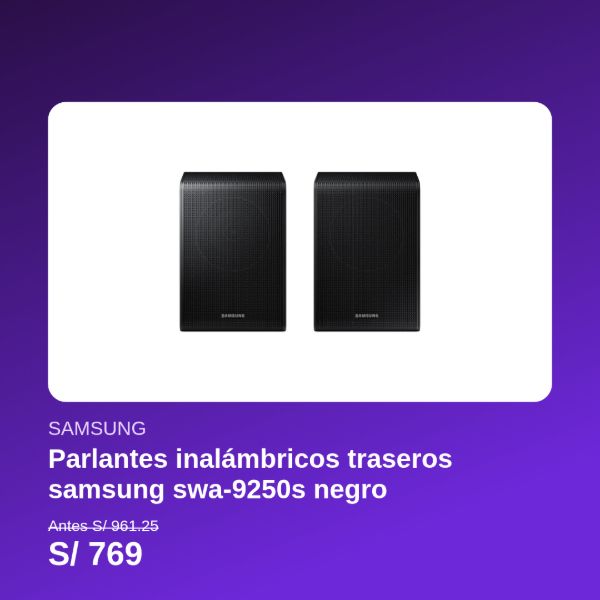 SAMSUNG SAMSUNG
SAMSUNG
Parlantes inalámbricos traseros
samsung swa-9250s negro
Antes S/ 961.25
S/ 769